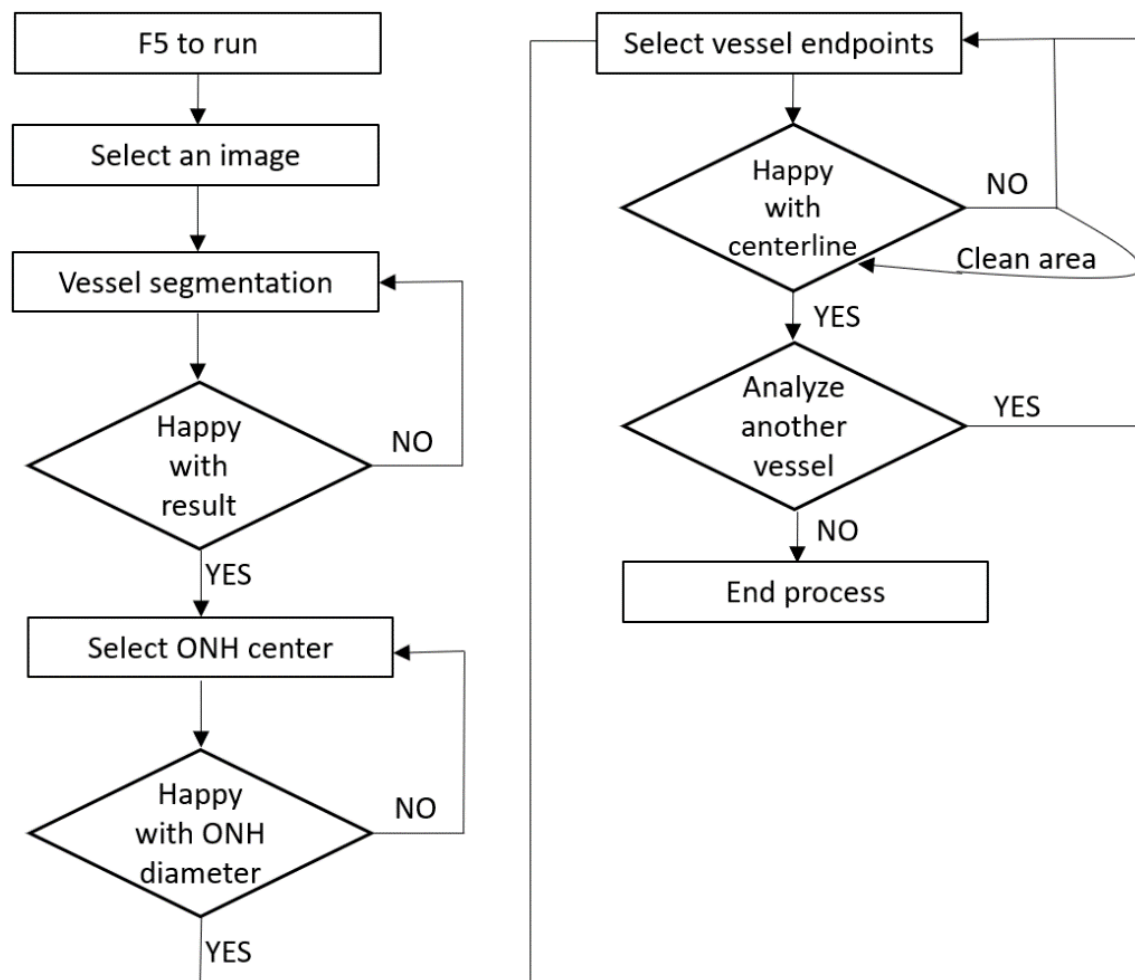 F5 to run
Select an image
Vessel segmentation
Happy
with
result
NO
YES
Select ONH center
Happy
with ONH
diameter
NO
YES
Select vessel endpoints
Happy
with
centerline
NO
Clean area
YES
Analyze
another
vessel
YES
NO
End process